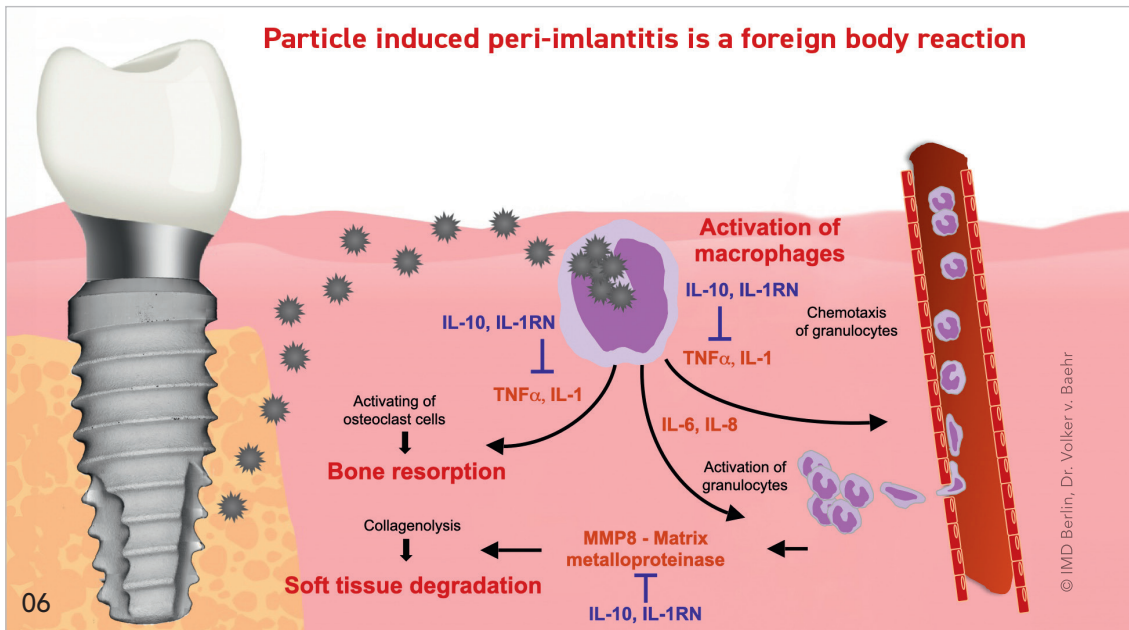 Particle induced peri-imlantitis is a foreign body reaction
Activation of
macrophages
IL-10, IL-1RN
TNFα, IL-1
Chemotaxis
of granulocytes
IL-10, IL-1RN
TNFα, IL-1
Activating of
osteoclast cells
Bone resorption
IL-6, IL-8
Activation of
granulocytes
Collagenolysis
Soft tissue degradation
MMP8 - Matrix
metalloproteinase
IL-10, IL-1RN
06
© IMD Berlin, Dr. Volker v. Baehr